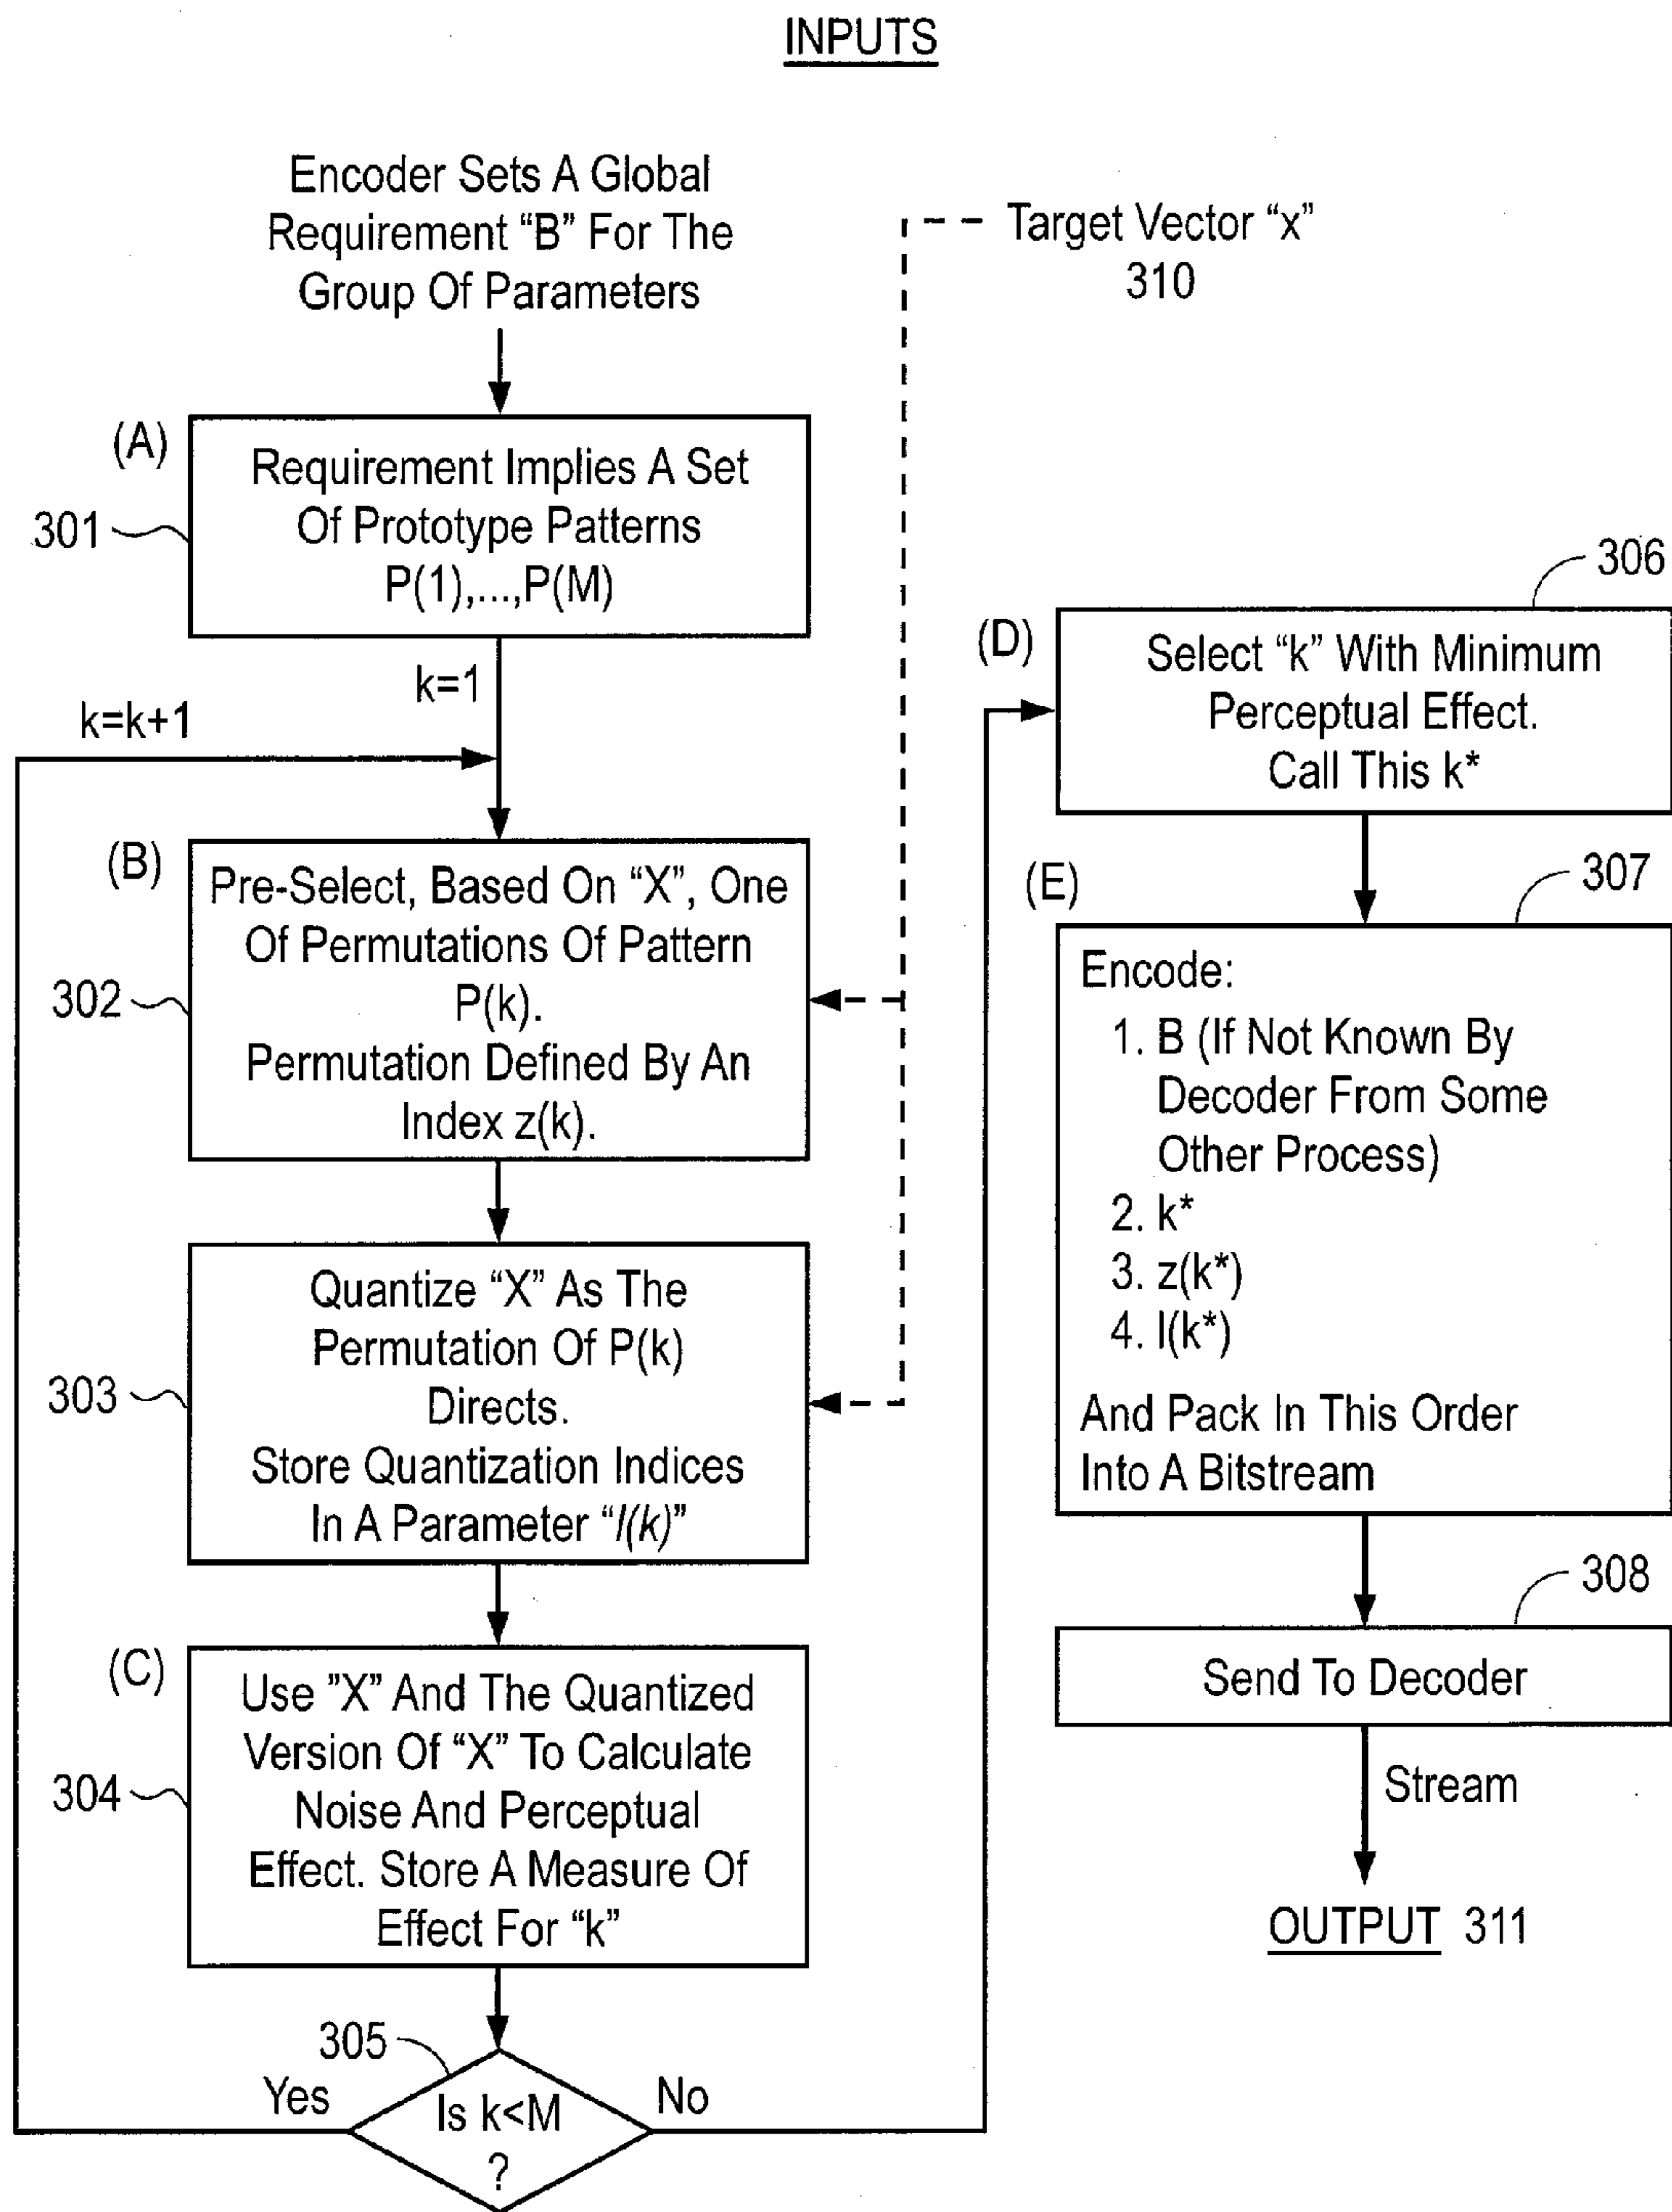 INPUTS
Encoder Sets A Global
Requirement “B” For The
Group Of Parameters
Target Vector “x”
310
(A)
301
Requirement Implies A Set
Of Prototype Patterns
P(1),...,P(M)
k=1
k=k+1
(B)
302
Pre-Select, Based On “X”, One
Of Permutations Of Pattern
P(k).
Permutation Defined By An
Index z(k).
303
Quantize “X” As The
Permutation Of P(k)
Directs.
Store Quantization Indices
In A Parameter “I(k)”
(C)
304
Use ”X” And The Quantized
Version Of “X” To Calculate
Noise And Perceptual
Effect. Store A Measure Of
Effect For “k”
305
Is k<M
?
Yes
No
306
(D)
Select “k” With Minimum
Perceptual Effect.
Call This k*
307
(E)
Encode:
1. B (If Not Known By
Decoder From Some
Other Process)
2. k*
3. z(k*)
4. I(k*)
And Pack In This Order
Into A Bitstream
308
Send To Decoder
Stream
OUTPUT 311